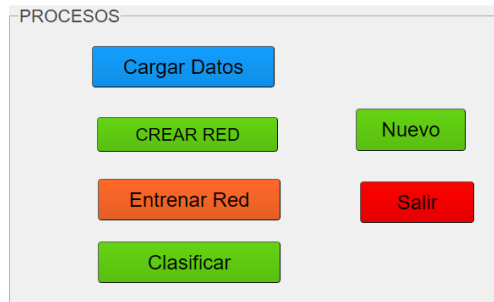 PROCESOS
Cargar Datos
CREAR RED
Nuevo
Entrenar Red
Salir
Clasificar